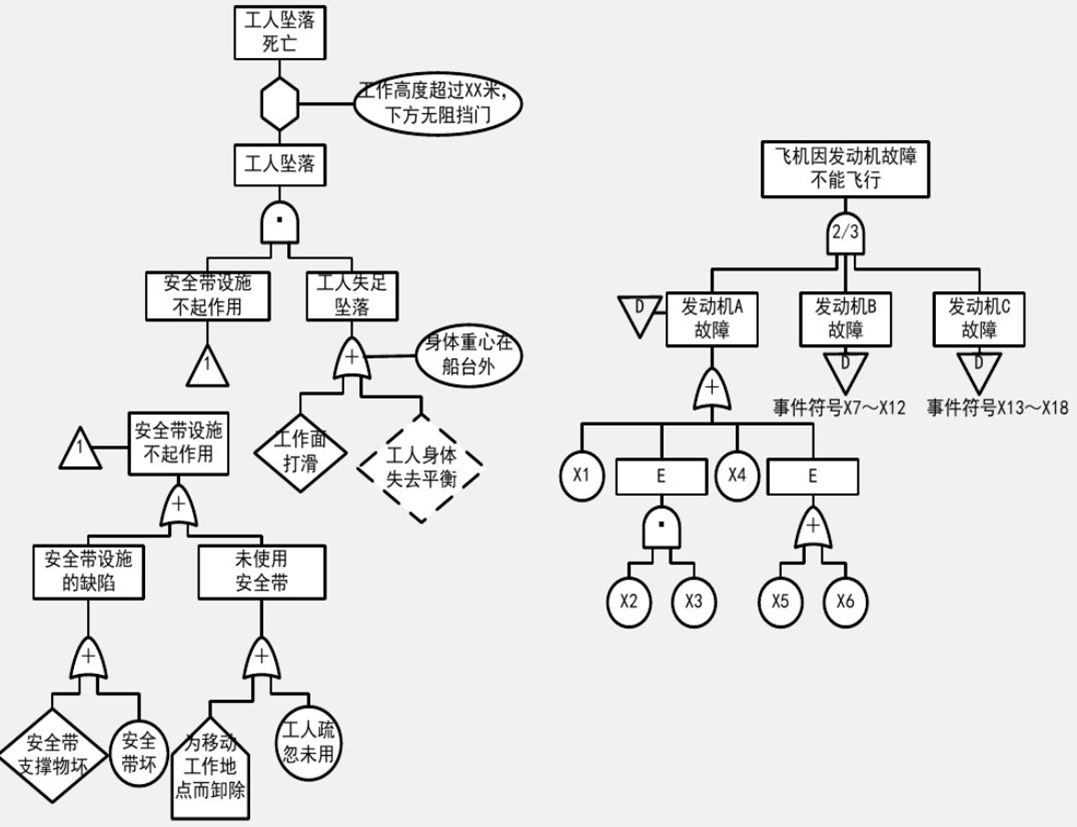 工人坠落
死亡
工作高度超过XX米，
下方无阻挡门
工人坠落
安全带设施
不起作用
工人失足
坠落
身体重心在
船台外
1
工作面
打滑
工人身体
失去平衡
1
安全带设施
不起作用
+
+
安全带设施
的缺陷
未使用
安全带
+
+
安全带
支撑物坏
安全
带坏
为移动
工作地
点而卸除
工人疏
忽未用
飞机因发动机故障
不能飞行
2/3
D
发动机A
故障
发动机B
故障
发动机C
故障
D
D
事件符号X7～X12
事件符号X13～X18
+
X1
E
X4
E
+
X2
X3
X5
X6